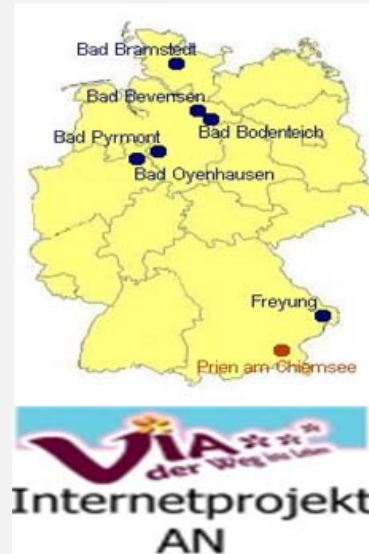 Bad Bramstedt
Bad Bevensen
Bad Bodenteich
Bad Pyrmont
Bad Oyenhausen
Freyung
Prien am Chiemsee
VIA
der Weg ins Leben
Internetprojekt
AN